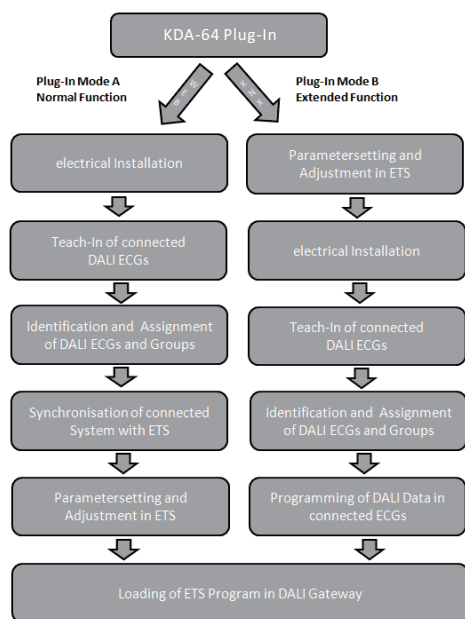 KDA-64 Plug-In
Plug-In Mode A
Normal Function
WEB
KNX
Plug-In Mode B
Extended Function
electrical Installation
Teach-In of connected
DALI ECGs
Identification and Assignment
of DALI ECGs and Groups
Synchronisation of connected
System with ETS
Parametersetting and
Adjustment in ETS
Parametersetting and
Adjustment in ETS
electrical Installation
Teach-In of connected
DALI ECGs
Identification and Assignment
of DALI ECGs and Groups
Programming of DALI Data in
connected ECGs
Loading of ETS Program in DALI Gateway